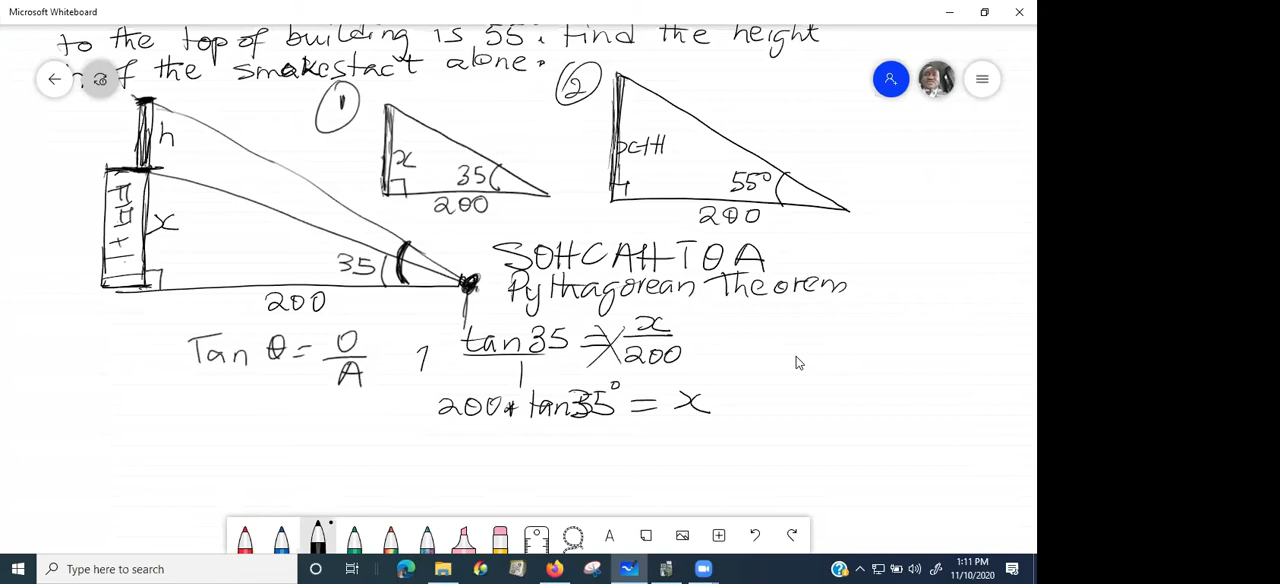 Microsoft Whiteboard
to the top of building is 55. find the height
of the smokestact alone.
1
2
h
x
35
200
x
35
200
x+H
55°
200
SOHCAHTOA
Pythagorean Theorem
Tan θ = O/A
tan35/1 = x/200
200* tan35° = x
A
Type here to search
1:11 PM
11/10/2020